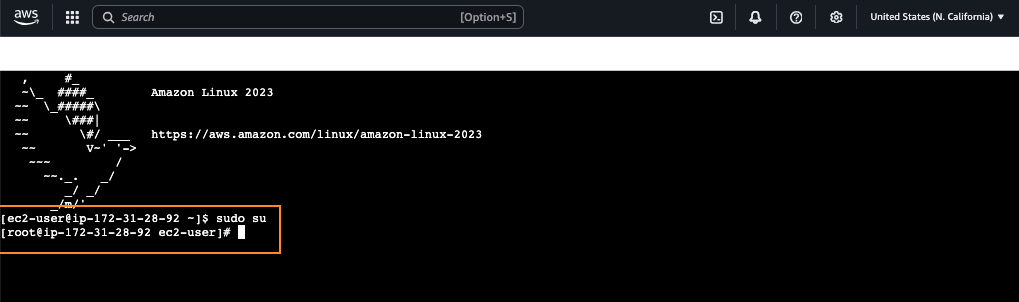 aws
Search [Option+S]
United States (N. California)
   ,     #_
   ~\_  ####_        Amazon Linux 2023
  ~~  \_#####\
  ~~     \###|
  ~~       \#/ ___   https://aws.amazon.com/linux/amazon-linux-2023
   ~~       V~' '->
    ~~~         /
      ~~._.   _/
         _/ _/
       _/m/'
[ec2-user@ip-172-31-28-92 ~]$ sudo su
[root@ip-172-31-28-92 ec2-user]#